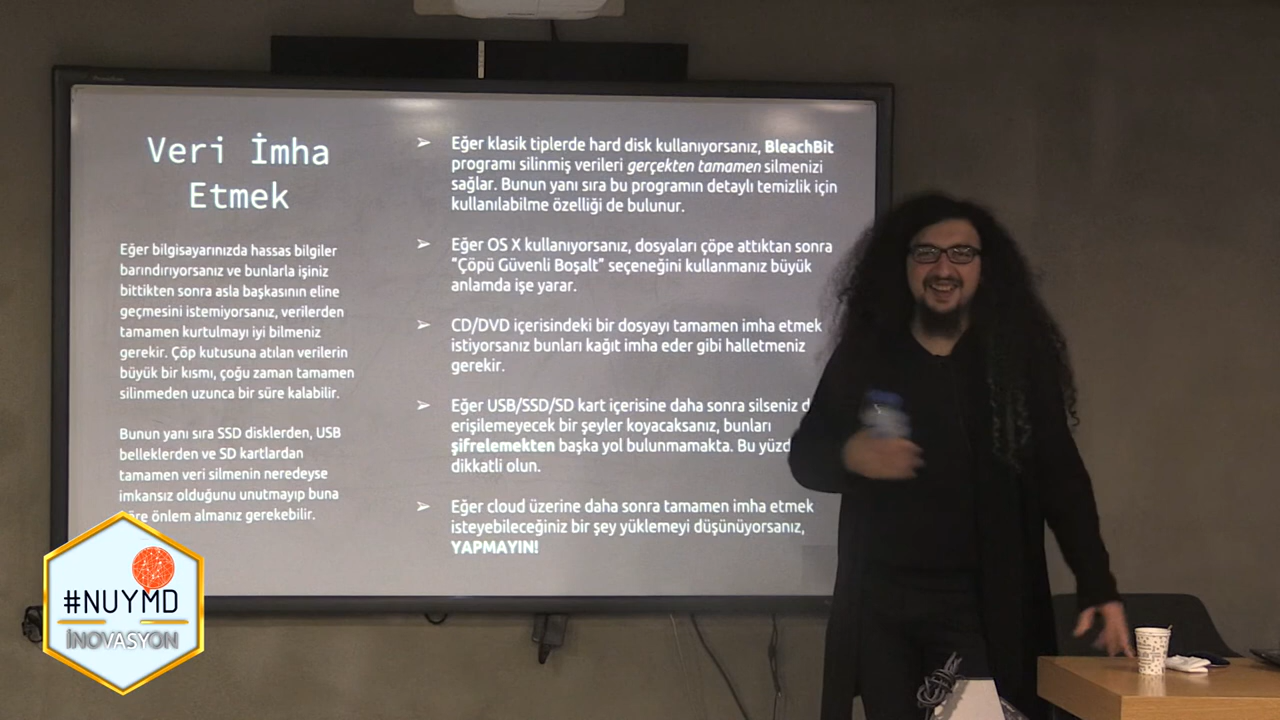 Veri İmha
Etmek
Eğer bilgisayarınızda hassas bilgiler
barındırıyorsanız ve bunlarla işiniz
bittikten sonra asla başkasının eline
geçmesini istemiyorsanız, verilerden
tamamen kurtulmayı iyi bilmeniz
gerekir. Çöp kutusuna atılan verilerin
büyük bir kısmı, çoğu zaman tamamen
silinmeden uzunca bir süre kalabilir.
Bunun yanı sıra SSD disklerden, USB
belleklerden ve SD kartlardan
tamamen veri silmenin neredeyse
imkansız olduğunu unutmayıp buna
önlem almanız gerekebilir.
➢ Eğer klasik tiplerde hard disk kullanıyorsanız, BleachBit
programı silinmiş verileri gerçekten tamamen silmenizi
sağlar. Bunun yanı sıra bu programın detaylı temizlik için
kullanılabilme özelliği de bulunur.
➢ Eğer OS X kullanıyorsanız, dosyaları çöpe attıktan sonra
“Çöpü Güvenli Boşalt” seçeneğini kullanmanız büyük
anlamda işe yarar.
➢ CD/DVD içerisindeki bir dosyayı tamamen imha etmek
istiyorsanız bunları kağıt imha eder gibi halletmeniz
gerekir.
➢ Eğer USB/SSD/SD kart içerisine daha sonra silseniz
erişilemeyecek bir şeyler koyacaksanız, bunları
şifrelemekten başka yol bulunmamakta. Bu
dikkatli olun.
➢ Eğer cloud üzerine daha sonra tamamen imha etmek
isteyebileceğiniz bir şey yüklemeyi düşünüyorsanız,
YAPMAYIN!
#NUYMD
İNOVASYON